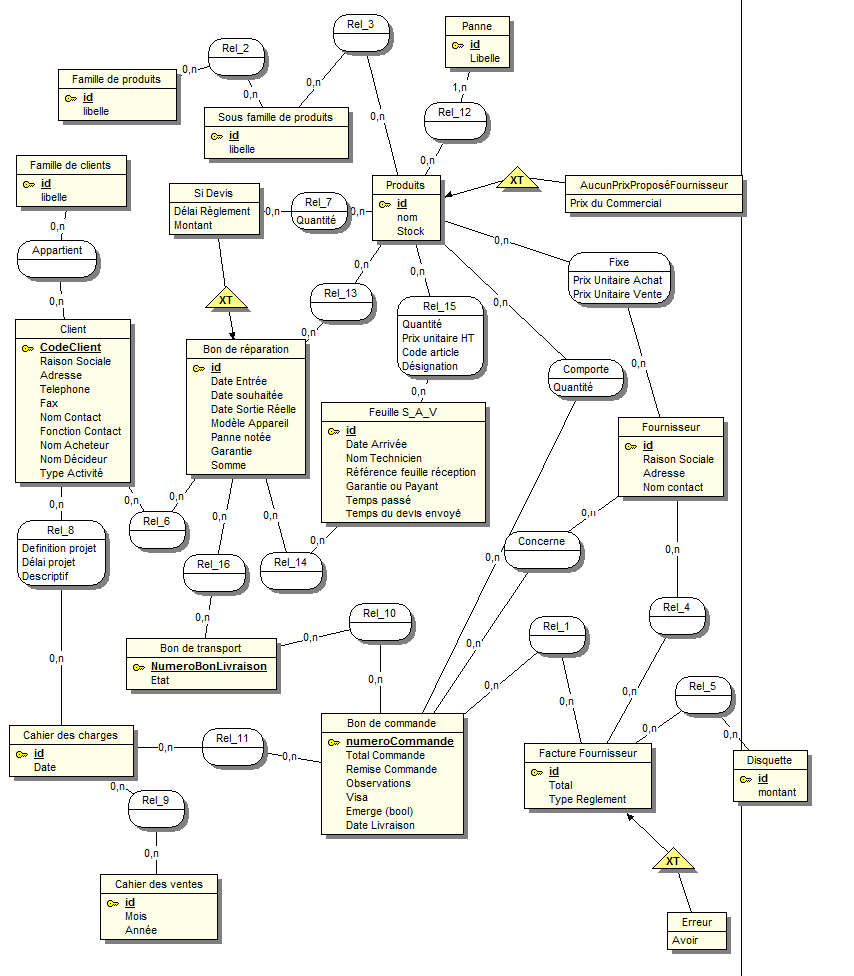 Rel_3
Panne
id
Libelle
Rel_2
0,n
0,n
0,n
1,n
Famille de produits
id
libelle
Sous famille de produits
id
libelle
0,n
Rel_12
0,n
Famille de clients
id
libelle
0,n
Appartient
0,n
Si Devis
Délai Règlement
Montant
0,n
Rel_7
Quantité
0,n
Produits
id
nom
Stock
XT
AucunPrixProposéFournisseur
Prix du Commercial
0,n
Fixe
Prix Unitaire Achat
Prix Unitaire Vente
0,n
XT
0,n
Rel_13
0,n
0,n
Rel_15
Quantité
Prix unitaire HT
Code article
Désignation
0,n
0,n
Comporte
Quantité
0,n
Client
CodeClient
Raison Sociale
Adresse
Telephone
Fax
Nom Contact
Fonction Contact
Nom Acheteur
Nom Décideur
Type Activité
Bon de réparation
id
Date Entrée
Date souhaitée
Date Sortie Réelle
Modèle Appareil
Panne notée
Garantie
Somme
Feuille S_A_V
id
Date Arrivée
Nom Technicien
Référence feuille réception
Garantie ou Payant
Temps passé
Temps du devis envoyé
Fournisseur
id
Raison Sociale
Adresse
Nom contact
0,n
0,n
Rel_6
0,n
0,n
0,n
Rel_14
0,n
0,n
Concerne
0,n
0,n
Rel_4
0,n
Rel_8
Definition projet
Délai projet
Descriptif
0,n
Rel_16
0,n
Bon de transport
NumeroBonLivraison
Etat
0,n
Rel_10
0,n
0,n
Rel_1
0,n
Rel_5
0,n
0,n
Cahier des charges
id
Date
0,n
Rel_11
0,n
Bon de commande
numeroCommande
Total Commande
Remise Commande
Observations
Visa
Emerge (bool)
Date Livraison
Facture Fournisseur
id
Total
Type Reglement
Disquette
id
montant
0,n
Rel_9
0,n
Cahier des ventes
id
Mois
Année
XT
Erreur
Avoir